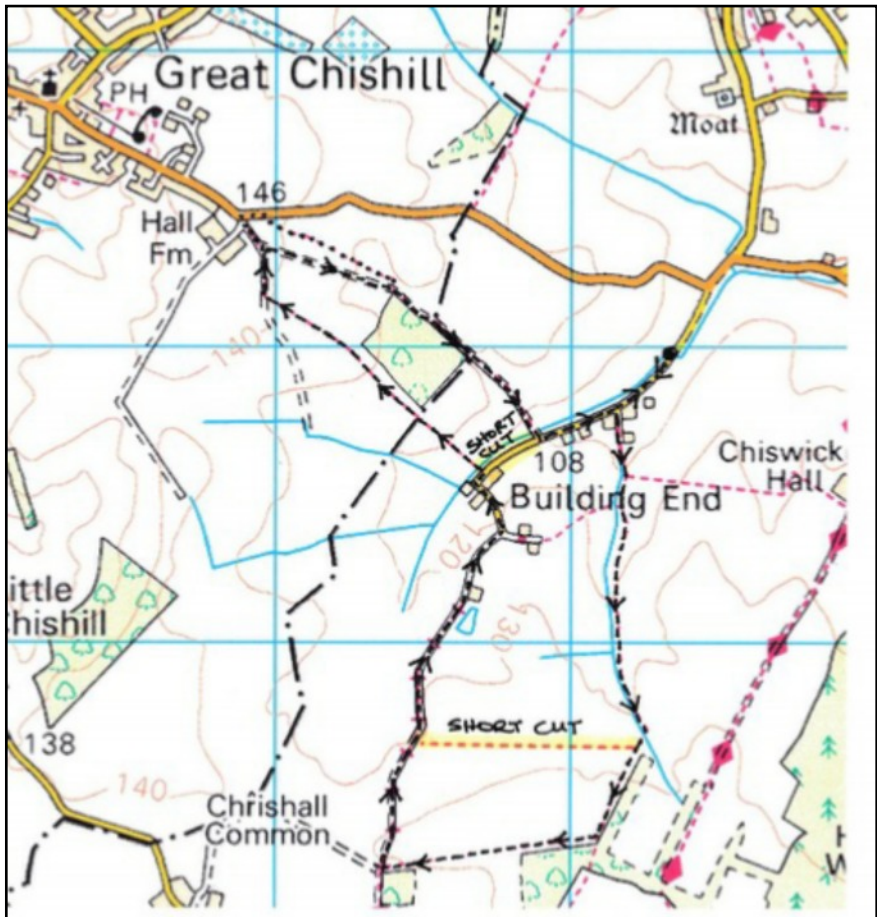 Great Chishill
PH
Moat
146
Hall
Fm
140
SHORT
CUT
108
Chiswick
Hall
Building End
120
ittle
hishill
130
SHORT CUT
138
140
Chrishall
Common
H
W